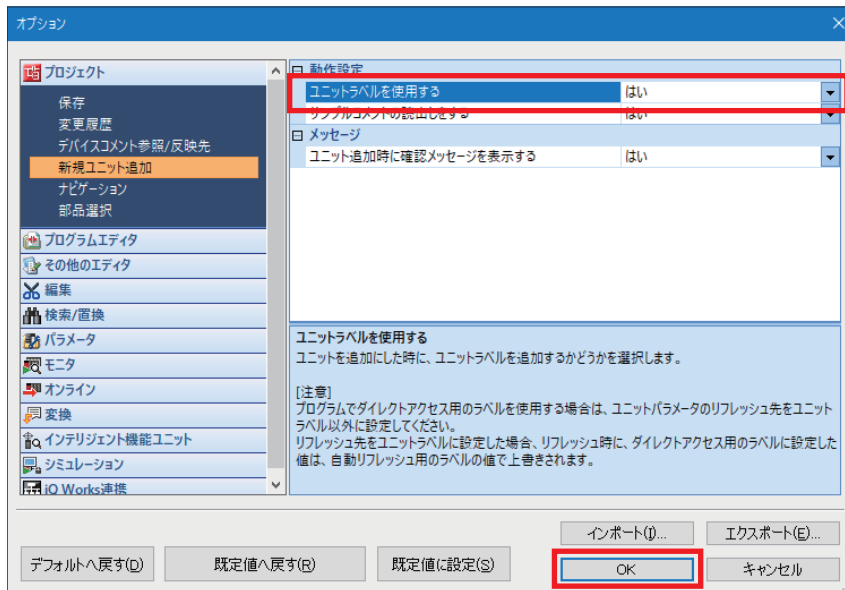 オプション
プロジェクト
保存
変更履歴
デバイスコメント参照/反映先
新規ユニット追加
ナビゲーション
部品選択
プログラムエディタ
その他のエディタ
編集
検索/置換
パラメータ
モニタ
オンライン
変換
インテリジェント機能ユニット
シミュレーション
iQ Works連携
動作設定
ユニットラベルを使用する はい
サンプルコメントの読出しをする はい
メッセージ
ユニット追加時に確認メッセージを表示する はい
ユニットラベルを使用する
ユニットを追加にした時に、ユニットラベルを追加するかどうかを選択します。
[注意]
プログラムでダイレクトアクセス用のラベルを使用する場合は、ユニットパラメータのリフレッシュ先をユニット
ラベル以外に設定してください。
リフレッシュ先をユニットラベルに設定した場合、リフレッシュ時に、ダイレクトアクセス用のラベルに設定した
値は、自動リフレッシュ用のラベルの値で上書きされます。
インポート(I)... エクスポート(E)...
デフォルトへ戻す(D) 既定値へ戻す(R) 既定値に設定(S) OK キャンセル